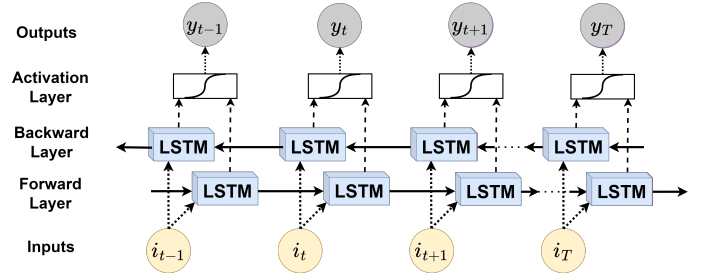 Outputs
y_{t-1} y_t y_{t+1} y_T
Activation
Layer
Backward
Layer
LSTM LSTM LSTM LSTM
Forward
Layer
LSTM LSTM LSTM LSTM
Inputs
i_{t-1} i_t i_{t+1} i_T